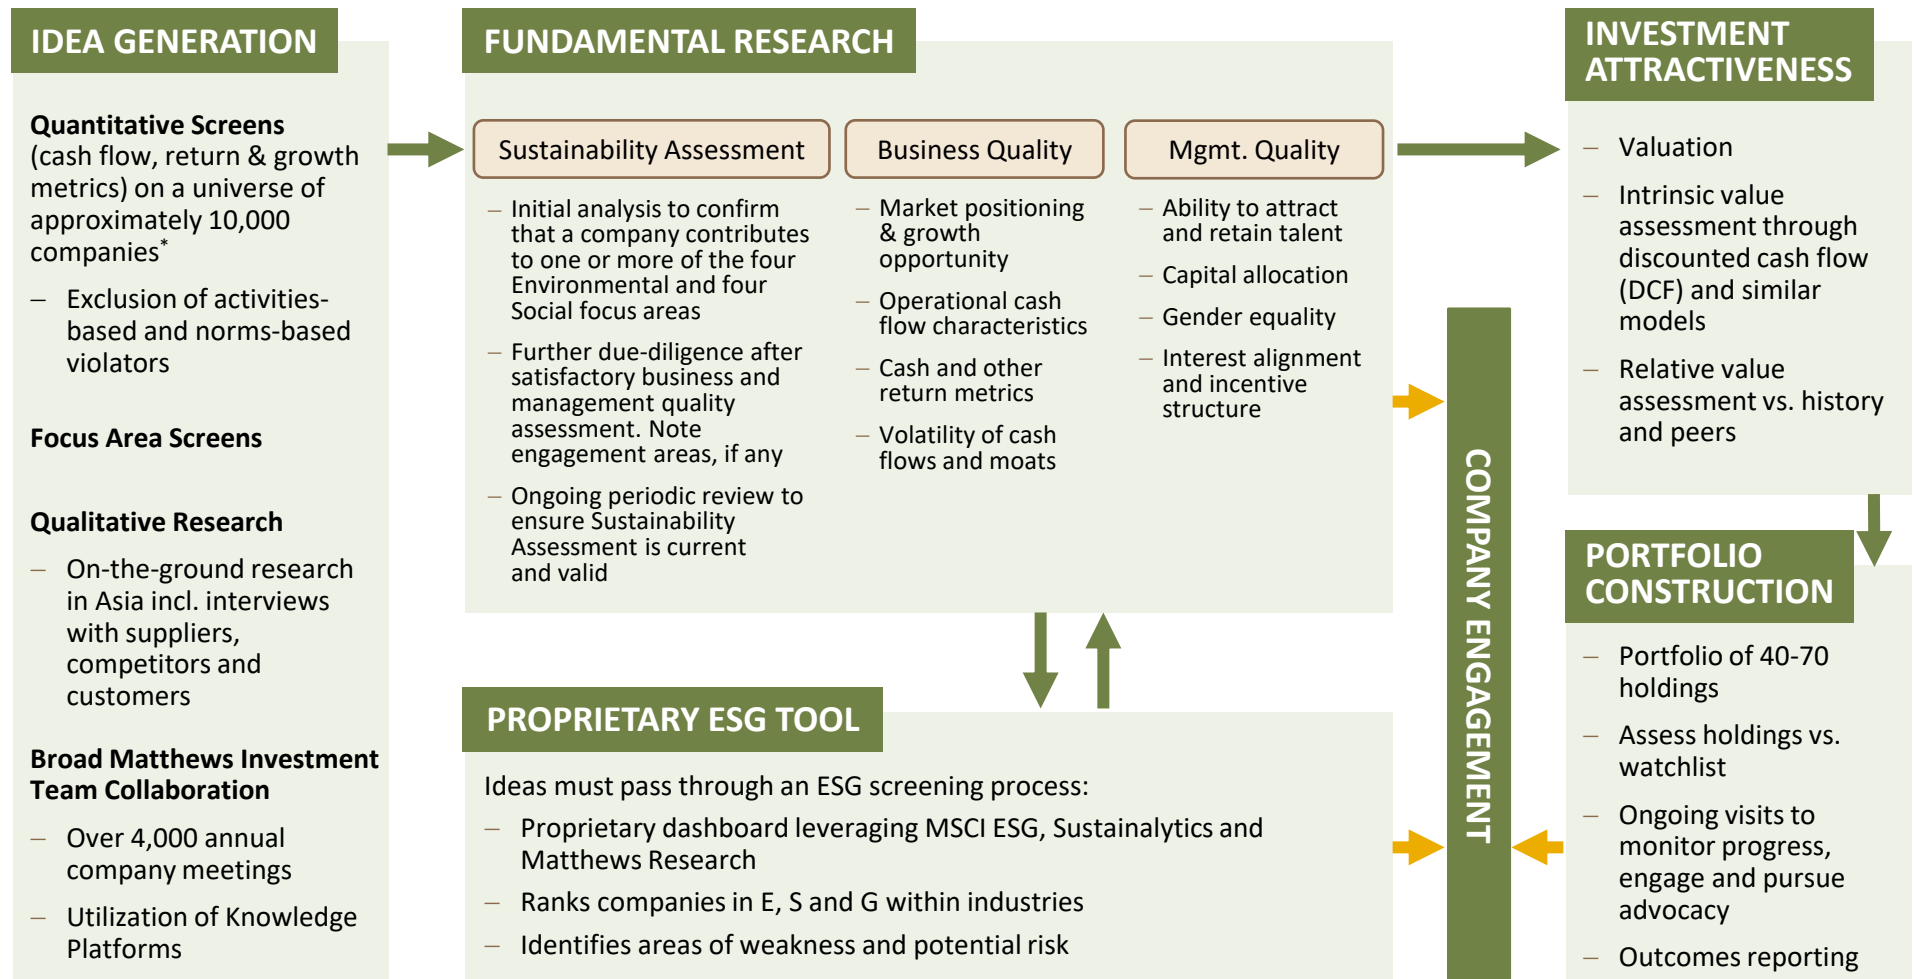 IDEA GENERATION
Quantitative Screens
(cash flow, return & growth
metrics) on a universe of
approximately 10,000
companies*
– Exclusion of activities-
based and norms-based
violators
Focus Area Screens
Qualitative Research
– On-the-ground research
in Asia incl. interviews
with suppliers,
competitors and
customers
Broad Matthews Investment
Team Collaboration
– Over 4,000 annual
company meetings
– Utilization of Knowledge
Platforms
FUNDAMENTAL RESEARCH
Sustainability Assessment
– Initial analysis to confirm
that a company contributes
to one or more of the four
Environmental and four
Social focus areas
– Further due-diligence after
satisfactory business and
management quality
assessment. Note
engagement areas, if any
– Ongoing periodic review to
ensure Sustainability
Assessment is current
and valid
Business Quality
– Market positioning
& growth
opportunity
– Operational cash
flow characteristics
– Cash and other
return metrics
– Volatility of cash
flows and moats
Mgmt. Quality
– Ability to attract
and retain talent
– Capital allocation
– Gender equality
– Interest alignment
and incentive
structure
PROPRIETARY ESG TOOL
Ideas must pass through an ESG screening process:
– Proprietary dashboard leveraging MSCI ESG, Sustainalytics and
Matthews Research
– Ranks companies in E, S and G within industries
– Identifies areas of weakness and potential risk
COMPANY ENGAGEMENT
INVESTMENT
ATTRACTIVENESS
– Valuation
– Intrinsic value
assessment through
discounted cash flow
(DCF) and similar
models
– Relative value
assessment vs. history
and peers
PORTFOLIO
CONSTRUCTION
– Portfolio of 40-70
holdings
– Assess holdings vs.
watchlist
– Ongoing visits to
monitor progress,
engage and pursue
advocacy
– Outcomes reporting